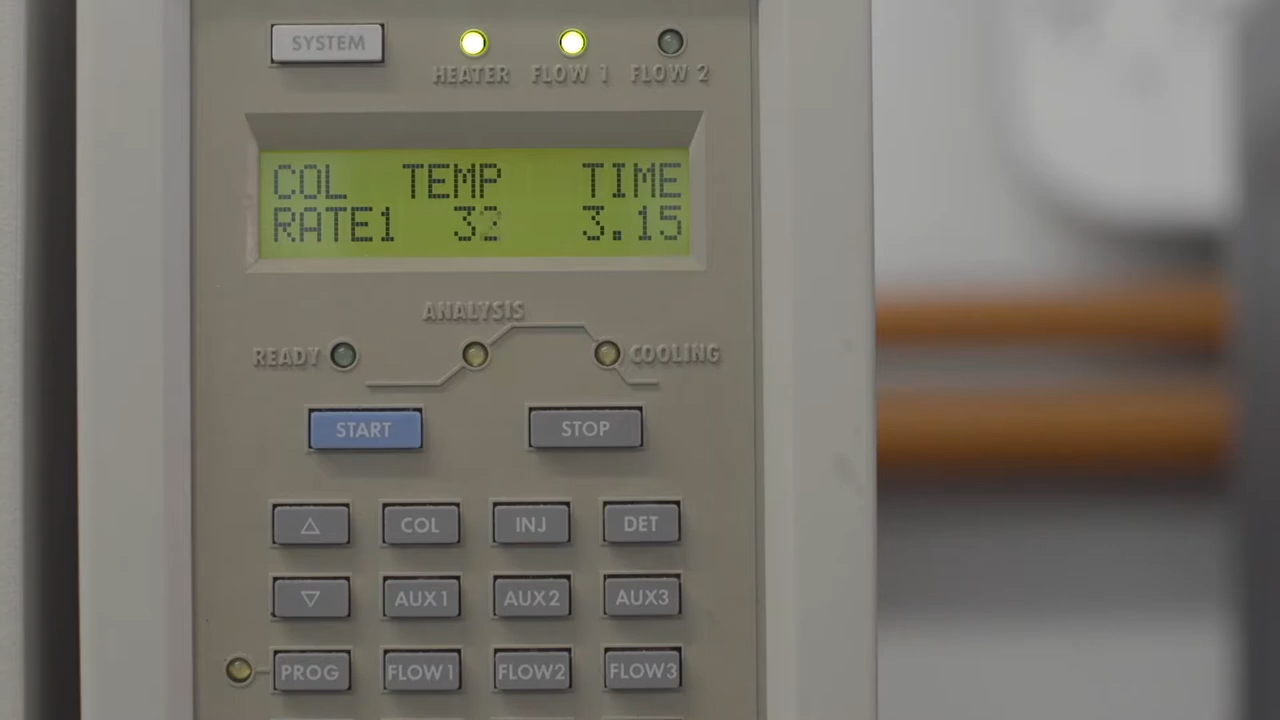 SYSTEM
HEATER FLOW 1 FLOW 2
COL TEMP TIME
RATE1 32 3.15
ANALYSIS
READY COOLING
START STOP
△ COL INJ DET
▽ AUX1 AUX2 AUX3
PROG FLOW1 FLOW2 FLOW3